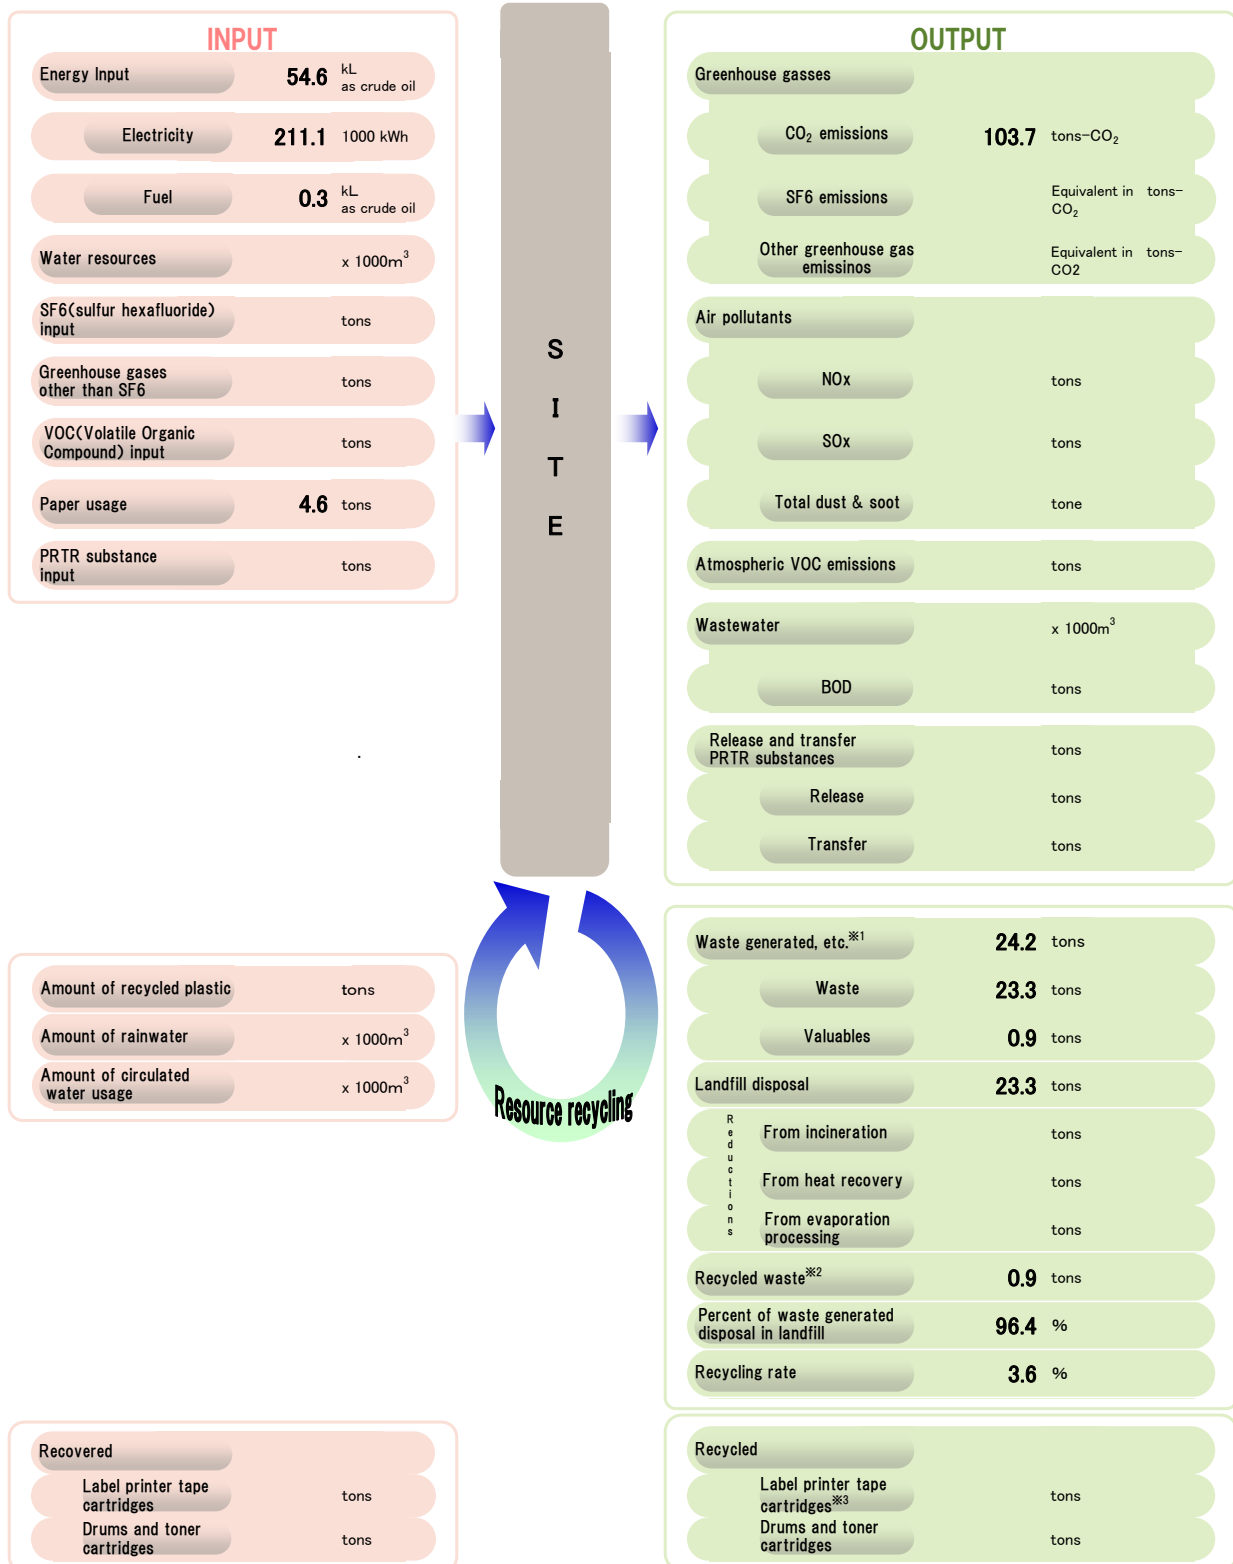 INPUT
Energy Input 54.6 kL
as crude oil
Electricity 211.1 1000 kWh
Fuel 0.3 kL
as crude oil
Water resources x 1000m³
SF6(sulfur hexafluoride)
input tons
Greenhouse gases
other than SF6 tons
VOC(Volatile Organic
Compound) input tons
Paper usage 4.6 tons
PRTR substance
input tons
S
I
T
E
OUTPUT
Greenhouse gasses
CO₂ emissions 103.7 tons-CO₂
SF6 emissions Equivalent in tons-
CO₂
Other greenhouse gas
emissinos Equivalent in tons-
CO2
Air pollutants
NOx tons
SOx tons
Total dust & soot tone
Atmospheric VOC emissions tons
Wastewater x 1000m³
BOD tons
Release and transfer
PRTR substances tons
Release tons
Transfer tons
Amount of recycled plastic tons
Amount of rainwater x 1000m³
Amount of circulated
water usage x 1000m³
Resource recycling
Waste generated, etc.※1 24.2 tons
Waste 23.3 tons
Valuables 0.9 tons
Landfill disposal 23.3 tons
Reductions
From incineration tons
From heat recovery tons
From evaporation
processing tons
Recycled waste※2 0.9 tons
Percent of waste generated
disposal in landfill 96.4 %
Recycling rate 3.6 %
Recovered
Label printer tape
cartridges tons
Drums and toner
cartridges tons
Recycled
Label printer tape
cartridges※3 tons
Drums and toner
cartridges tons